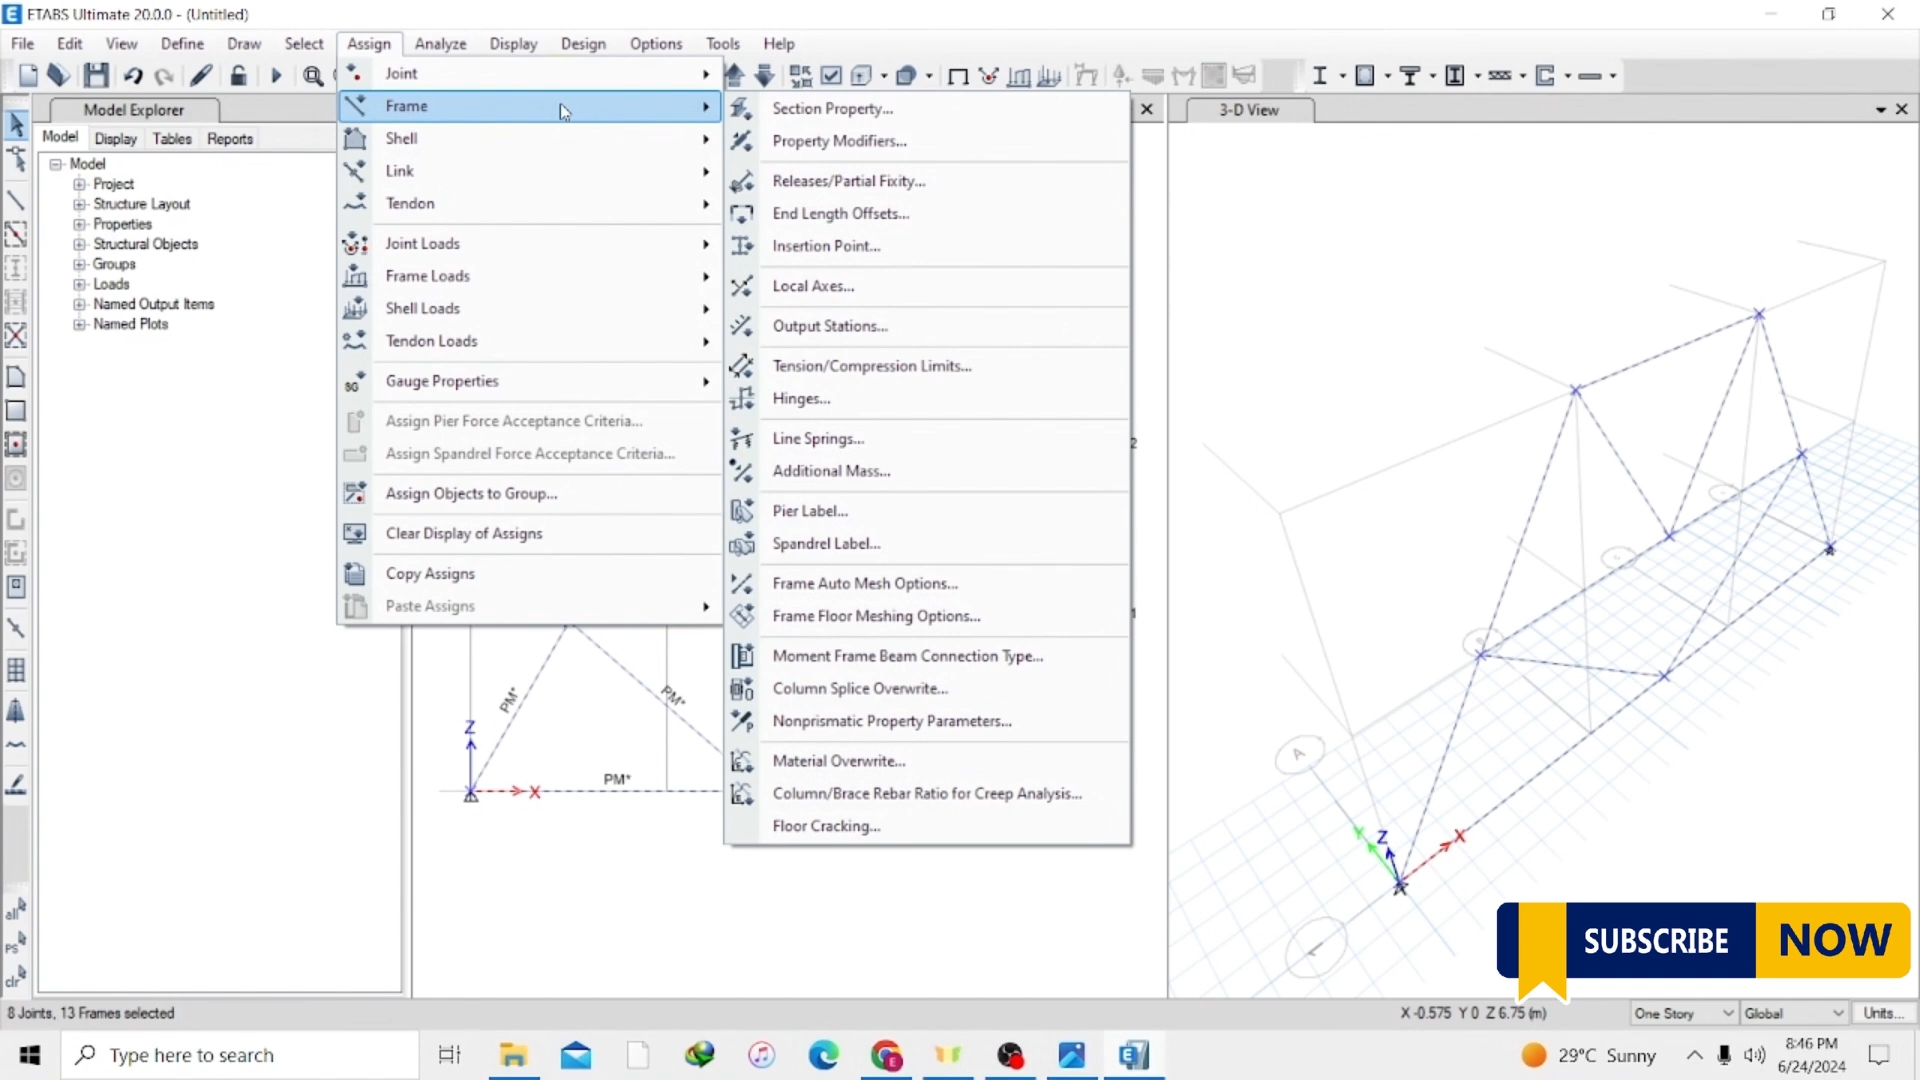 ETABS Ultimate 20.0.0 - (Untitled)
File Edit View Define Draw Select Assign Analyze Display Design Options Tools Help
Model Explorer
Model Display Tables Reports
Model
Project
Structure Layout
Properties
Structural Objects
Groups
Loads
Named Output Items
Named Plots
Joint
Frame
Shell
Link
Tendon
Joint Loads
Frame Loads
Shell Loads
Tendon Loads
Gauge Properties
Assign Pier Force Acceptance Criteria...
Assign Spandrel Force Acceptance Criteria...
Assign Objects to Group...
Clear Display of Assigns
Copy Assigns
Paste Assigns
Section Property...
Property Modifiers...
Releases/Partial Fixity...
End Length Offsets...
Insertion Point...
Local Axes...
Output Stations...
Tension/Compression Limits...
Hinges...
Line Springs...
Additional Mass...
Pier Label...
Spandrel Label...
Frame Auto Mesh Options...
Frame Floor Meshing Options...
Moment Frame Beam Connection Type...
Column Splice Overwrite...
Nonprismatic Property Parameters...
Material Overwrite...
Column/Brace Rebar Ratio for Creep Analysis...
Floor Cracking...
PM*
PM*
PM*
Z
X
3-D View
A
Y Z X
SUBSCRIBE NOW
all
PS
clr
8 Joints, 13 Frames selected
X -0.575 Y 0 Z 6.75 (m)
One Story
Global
Units...
Type here to search
29°C Sunny
8:46 PM
6/24/2024